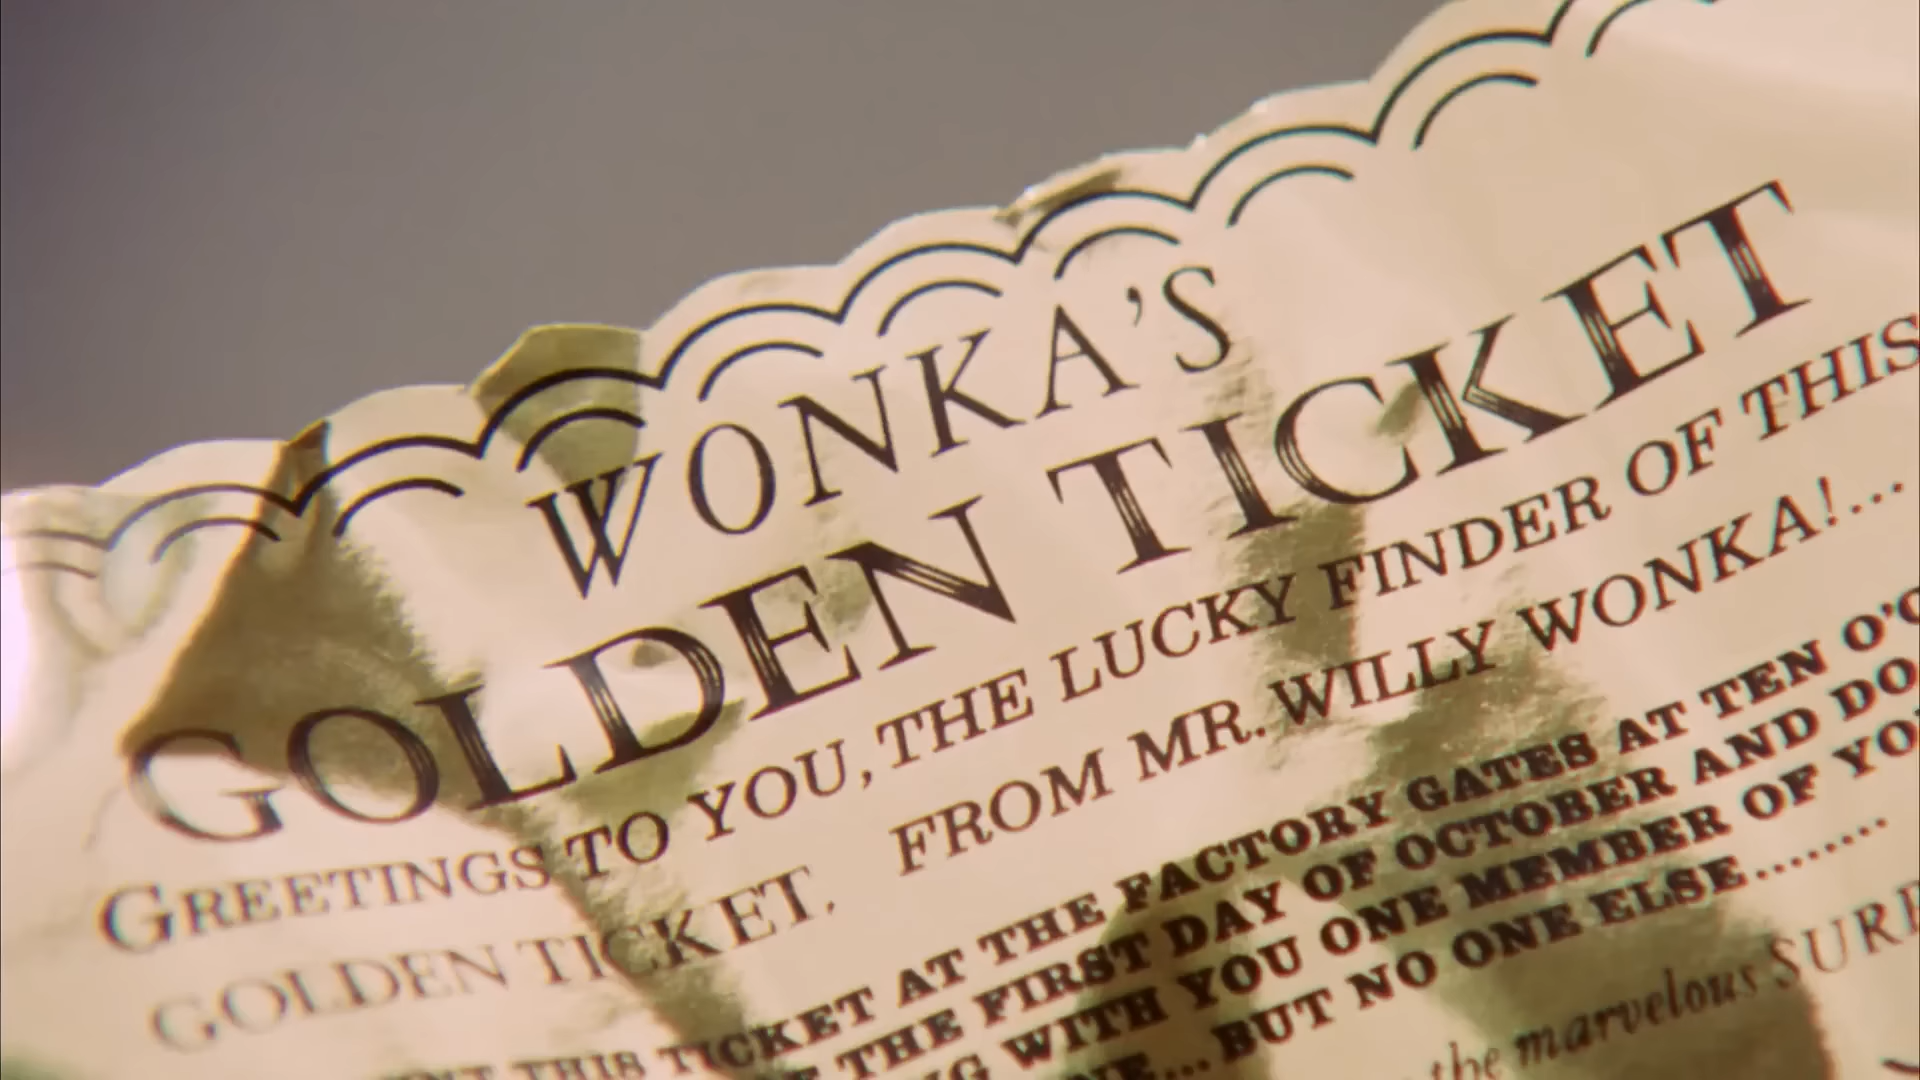 WONKA'S
GOLDEN TICKET
GREETINGS TO YOU, THE LUCKY FINDER OF THIS
GOLDEN TICKET, FROM MR. WILLY WONKA!...
THIS TICKET AT THE FACTORY GATES AT TEN O'C
THE FIRST DAY OF OCTOBER AND DO
WITH YOU ONE MEMBER OF YO
...BUT NO ONE ELSE........
the marvelous SURP